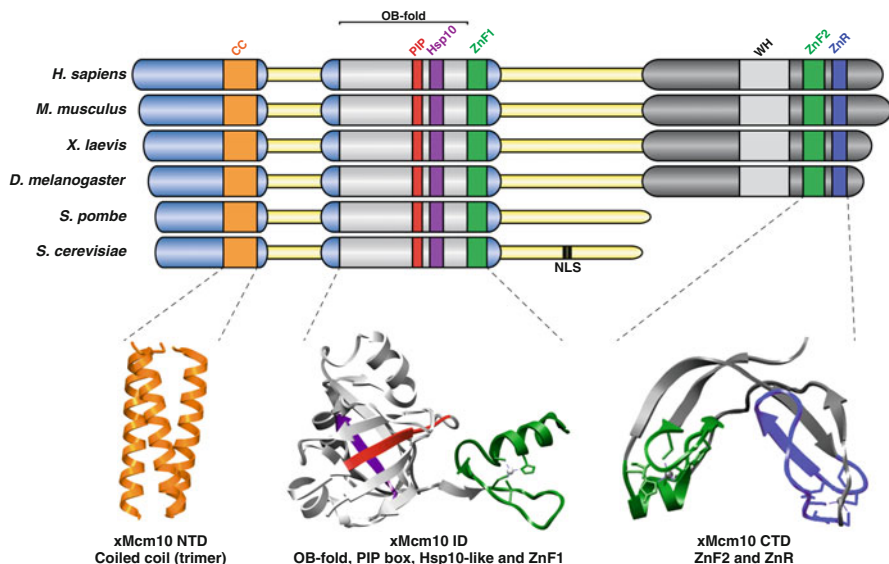 OB-fold
CC
PIP
Hsp10
ZnF1
WH
ZnF2
ZnR
H. sapiens
M. musculus
X. laevis
D. melanogaster
S. pombe
S. cerevisiae
NLS
xMcm10 NTD
Coiled coil (trimer)
xMcm10 ID
OB-fold, PIP box, Hsp10-like and ZnF1
xMcm10 CTD
ZnF2 and ZnR